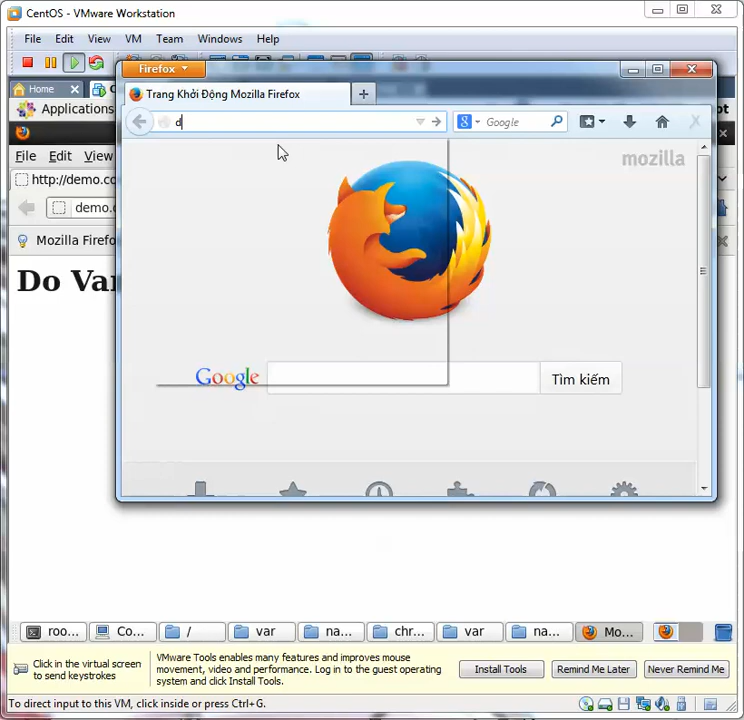 CentOS - VMware Workstation
File Edit View VM Team Windows Help
Home
Firefox
Applications
Trang Khởi Động Mozilla Firefox
d
Google
File Edit View
mozilla
http://demo.co
demo.c
Mozilla Firefo
Do Va
Google
Tìm kiếm
roo... Co... / var na... chr... var na... Mo...
Click in the virtual screen
to send keystrokes
VMware Tools enables many features and improves mouse
movement, video and performance. Log in to the guest operating
system and click Install Tools.
Install Tools
Remind Me Later
Never Remind Me
To direct input to this VM, click inside or press Ctrl+G.